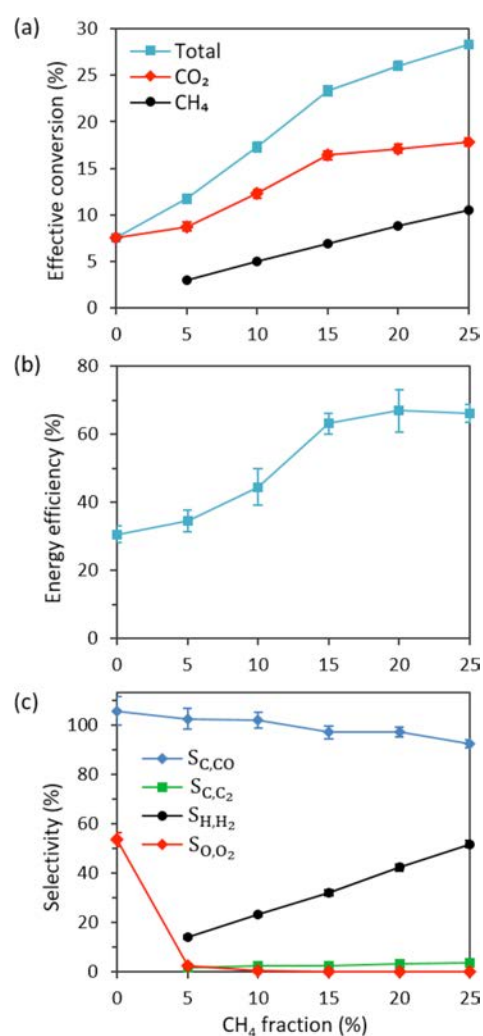 (a)
Effective conversion (%)
30
25
20
15
10
5
0
Total
CO₂
CH₄
0 5 10 15 20 25
(b)
Energy efficiency (%)
80
60
40
20
0
0 5 10 15 20 25
(c)
Selectivity (%)
100
80
60
40
20
0
S_C,CO
S_C,C₂
S_H,H₂
S_O,O₂
0 5 10 15 20 25
CH₄ fraction (%)